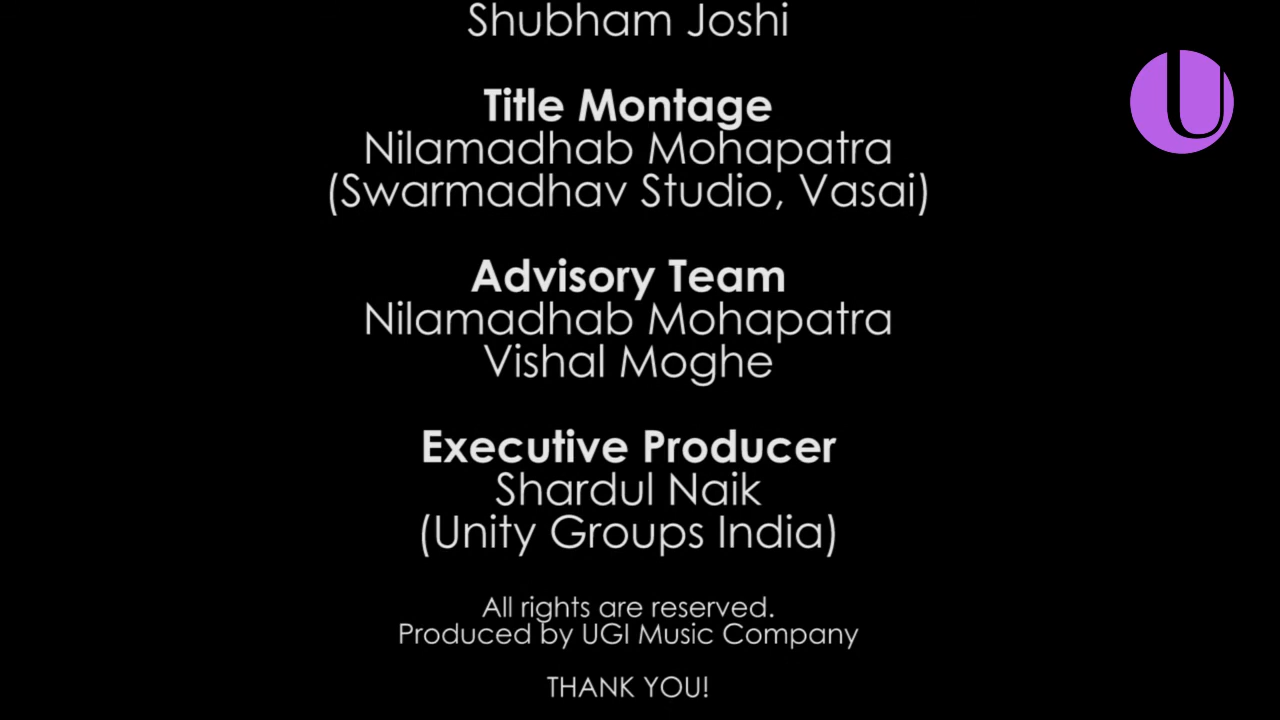 Shubham Joshi
Title Montage
Nilamadhab Mohapatra
(Swarmadhav Studio, Vasai)
Advisory Team
Nilamadhab Mohapatra
Vishal Moghe
Executive Producer
Shardul Naik
(Unity Groups India)
All rights are reserved.
Produced by UGI Music Company
THANK YOU!
U